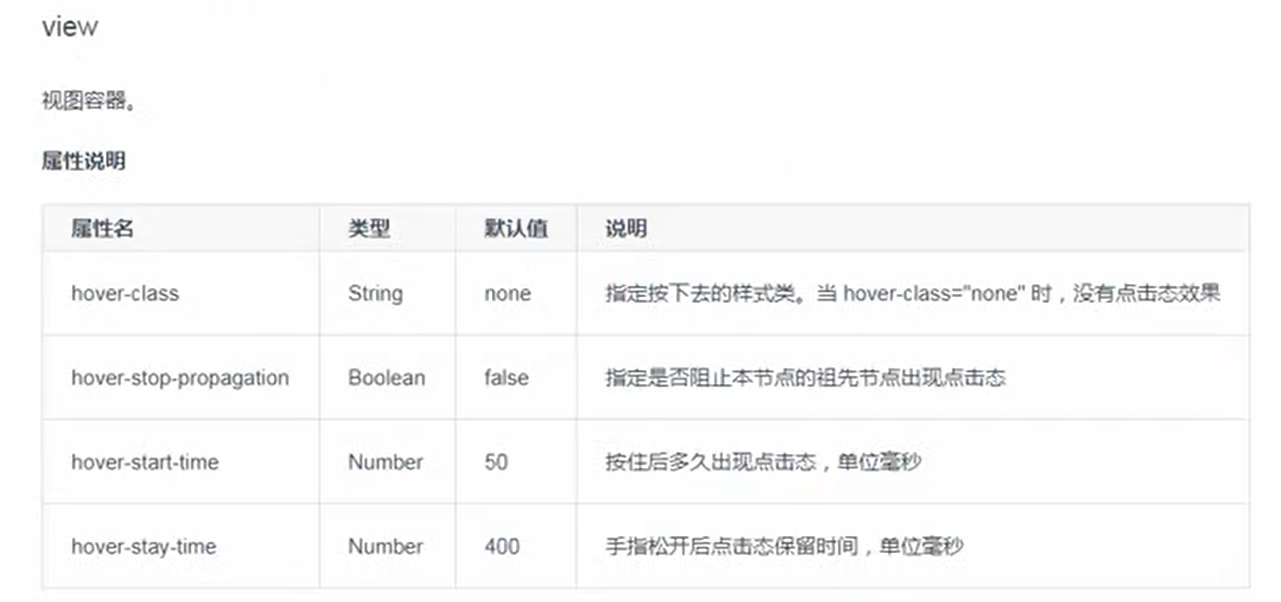 view
视图容器。
属性说明
属性名 类型 默认值 说明
hover-class String none 指定按下去的样式类。当 hover-class="none" 时，没有点击态效果
hover-stop-propagation Boolean false 指定是否阻止本节点的祖先节点出现点击态
hover-start-time Number 50 按住后多久出现点击态，单位毫秒
hover-stay-time Number 400 手指松开后点击态保留时间，单位毫秒